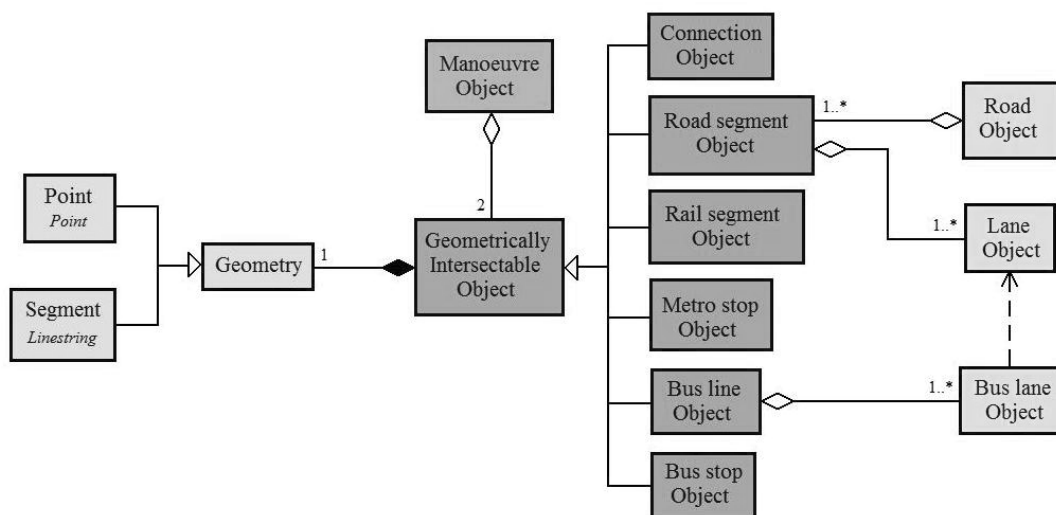 Connection
Object
Manoeuvre
Object
1..*
Road segment
Object
Road
Object
Point
Point
2
Rail segment
Object
1..*
Lane
Object
Geometry
1
Geometrically
Intersectable
Object
Segment
Linestring
Metro stop
Object
Bus line
Object
1..*
Bus lane
Object
Bus stop
Object